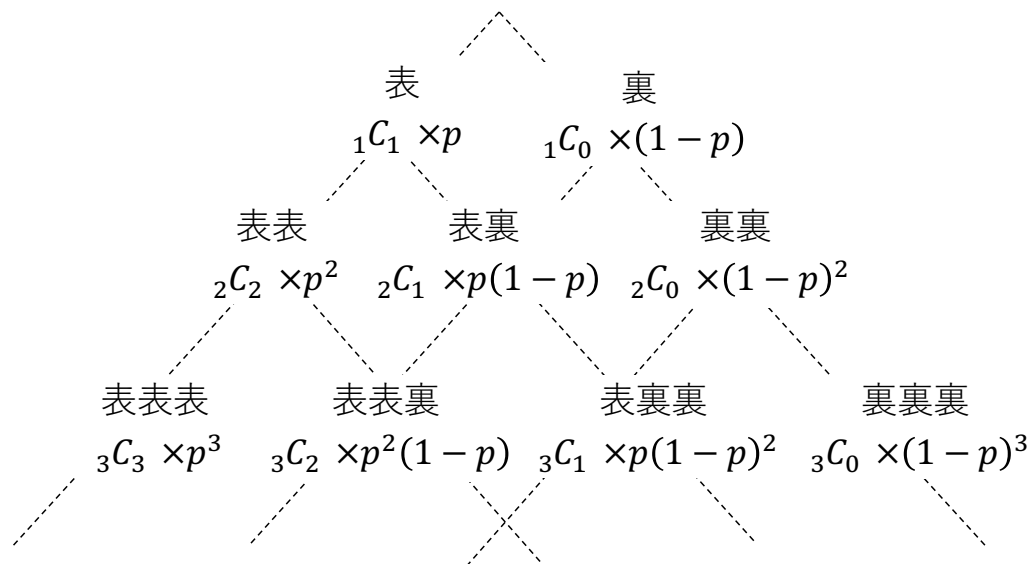 表 裏
₁C₁ ×p ₁C₀ ×(1 − p)
表表 表裏 裏裏
₂C₂ ×p² ₂C₁ ×p(1 − p) ₂C₀ ×(1 − p)²
表表表 表表裏 表裏裏 裏裏裏
₃C₃ ×p³ ₃C₂ ×p²(1 − p) ₃C₁ ×p(1 − p)² ₃C₀ ×(1 − p)³